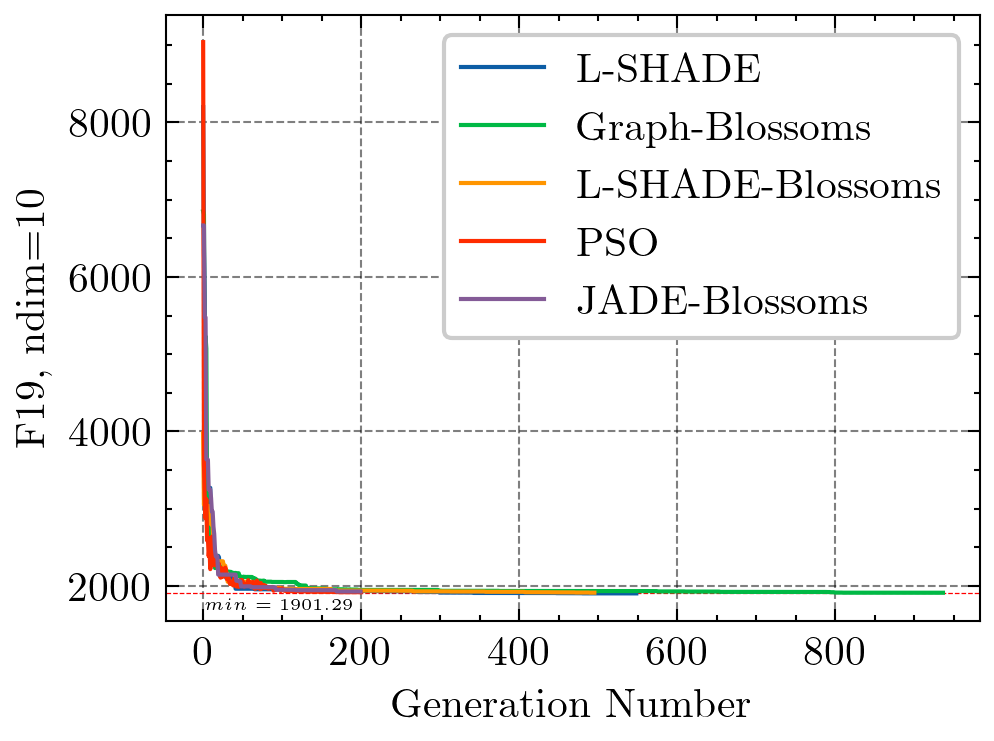 F19, ndim=10
8000
6000
4000
2000
L-SHADE
Graph-Blossoms
L-SHADE-Blossoms
PSO
JADE-Blossoms
min = 1901.29
0
200
400
600
800
Generation Number